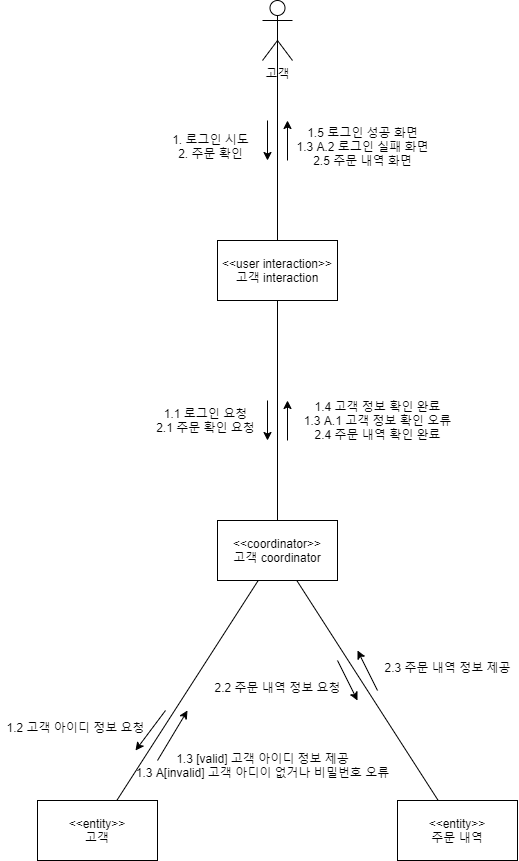 고객
1. 로그인 시도
2. 주문 확인
1.5 로그인 성공 화면
1.3 A.2 로그인 실패 화면
2.5 주문 내역 화면
<<user interaction>>
고객 interaction
1.1 로그인 요청
2.1 주문 확인 요청
1.4 고객 정보 확인 완료
1.3 A.1 고객 정보 확인 오류
2.4 주문 내역 확인 완료
<<coordinator>>
고객 coordinator
2.3 주문 내역 정보 제공
2.2 주문 내역 정보 요청
1.2 고객 아이디 정보 요청
1.3 [valid] 고객 아이디 정보 제공
1.3 A[invalid] 고객 아디이 없거나 비밀번호 오류
<<entity>>
고객
<<entity>>
주문 내역